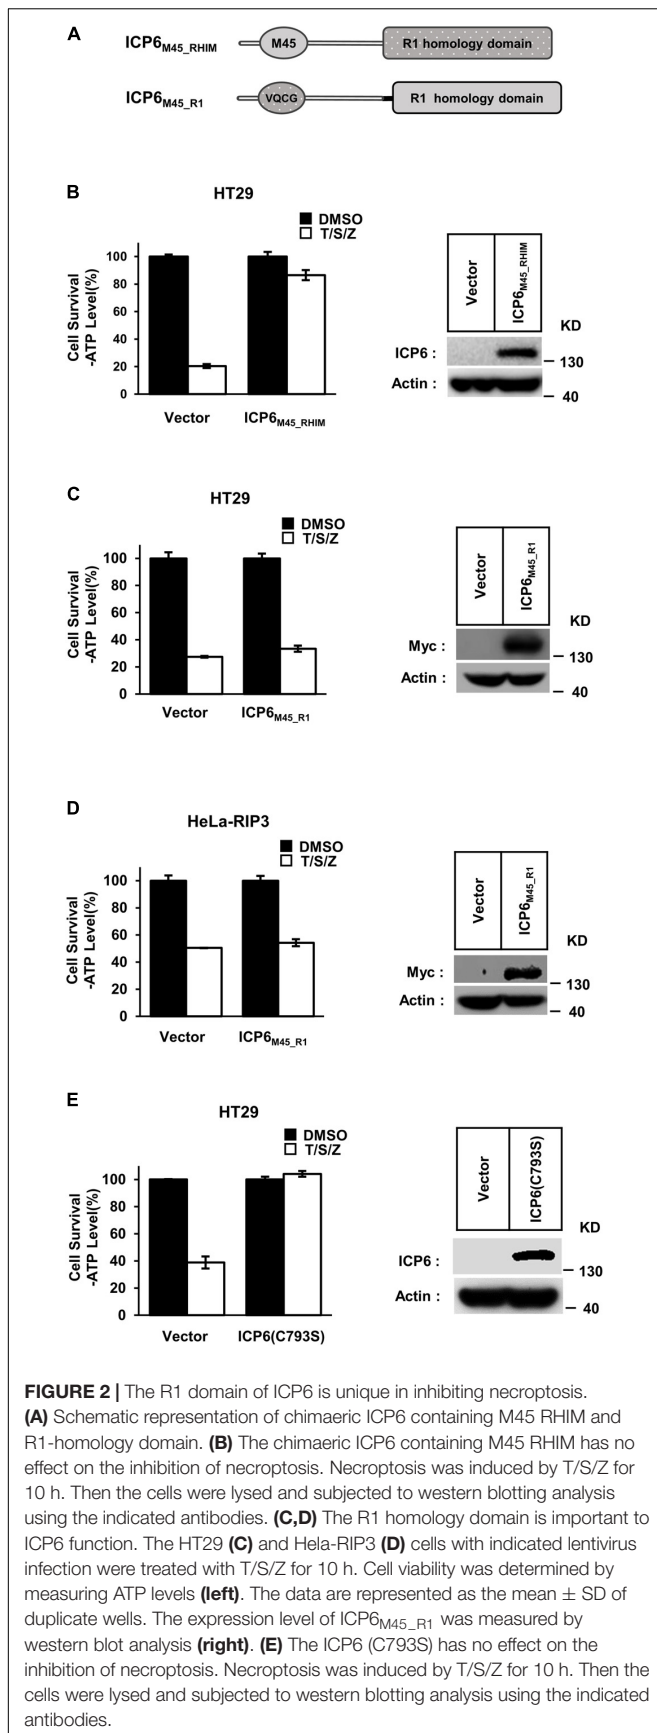 A
ICP6M45_RHIM
M45
R1 homology domain
ICP6M45_R1
VQCG
R1 homology domain
B
HT29
DMSO
T/S/Z
Cell Survival
-ATP Level(%)
100
80
60
40
20
0
Vector
ICP6M45_RHIM
Vector
ICP6M45_RHIM
KD
ICP6 :
130
Actin :
40
C
HT29
DMSO
T/S/Z
Cell Survival
-ATP Level(%)
100
80
60
40
20
0
Vector
ICP6M45_R1
Vector
ICP6M45_R1
KD
Myc :
130
Actin :
40
D
HeLa-RIP3
DMSO
T/S/Z
Cell Survival
-ATP Level(%)
100
80
60
40
20
0
Vector
ICP6M45_R1
Vector
ICP6M45_R1
KD
Myc :
130
Actin :
40
E
HT29
DMSO
T/S/Z
Cell Survival
-ATP Level(%)
100
80
60
40
20
0
Vector
ICP6(C793S)
Vector
ICP6(C793S)
KD
ICP6 :
130
Actin :
40
FIGURE 2 | The R1 domain of ICP6 is unique in inhibiting necroptosis.
(A) Schematic representation of chimaeric ICP6 containing M45 RHIM and
R1-homology domain. (B) The chimaeric ICP6 containing M45 RHIM has no
effect on the inhibition of necroptosis. Necroptosis was induced by T/S/Z for
10 h. Then the cells were lysed and subjected to western blotting analysis
using the indicated antibodies. (C,D) The R1 homology domain is important to
ICP6 function. The HT29 (C) and Hela-RIP3 (D) cells with indicated lentivirus
infection were treated with T/S/Z for 10 h. Cell viability was determined by
measuring ATP levels (left). The data are represented as the mean ± SD of
duplicate wells. The expression level of ICP6M45_R1 was measured by
western blot analysis (right). (E) The ICP6 (C793S) has no effect on the
inhibition of necroptosis. Necroptosis was induced by T/S/Z for 10 h. Then the
cells were lysed and subjected to western blotting analysis using the indicated
antibodies.